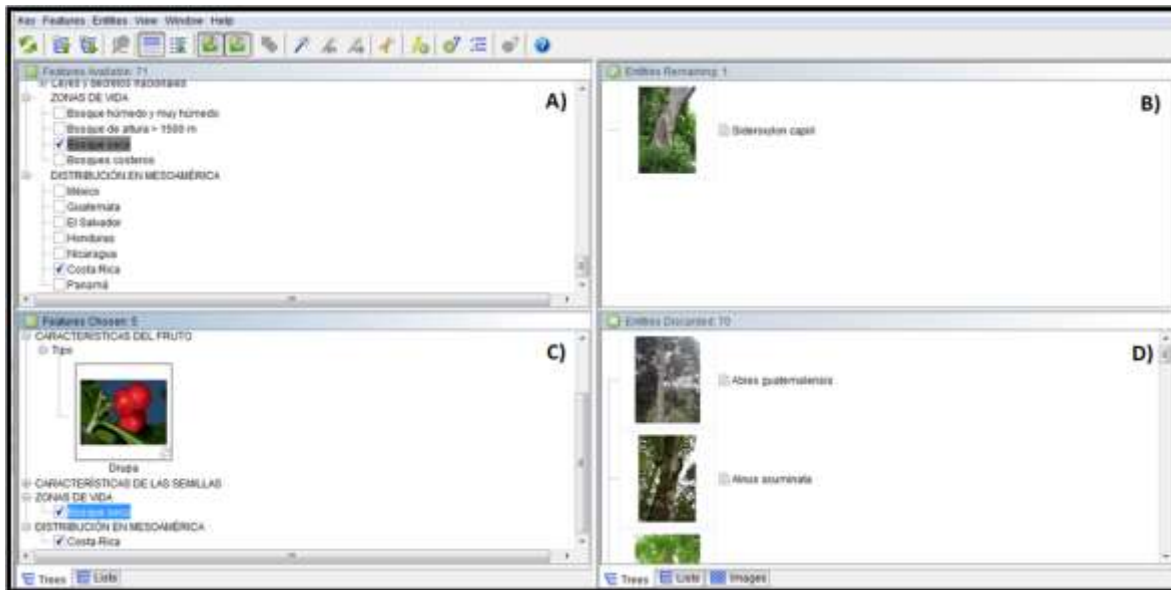 Key Features Entities View Window Help
Features Available: 71
A)
Leyes y decretos nacionales
ZONAS DE VIDA
Bosque húmedo y muy húmedo
Bosque de altura > 1500 m
Bosque seco
Bosques costeros
DISTRIBUCIÓN EN MESOAMÉRICA
México
Guatemala
El Salvador
Honduras
Nicaragua
Costa Rica
Panamá
Entities Remaining: 1
B)
Sideroxylon capiri
Features Chosen: 5
C)
CARACTERÍSTICAS DEL FRUTO
Tipo
Drupa
CARACTERÍSTICAS DE LAS SEMILLAS
ZONAS DE VIDA
Bosque seco
DISTRIBUCIÓN EN MESOAMÉRICA
Costa Rica
Trees Lists
Entities Discarded: 70
D)
Abies guatemalensis
Alnus acuminata
Trees Lists Images